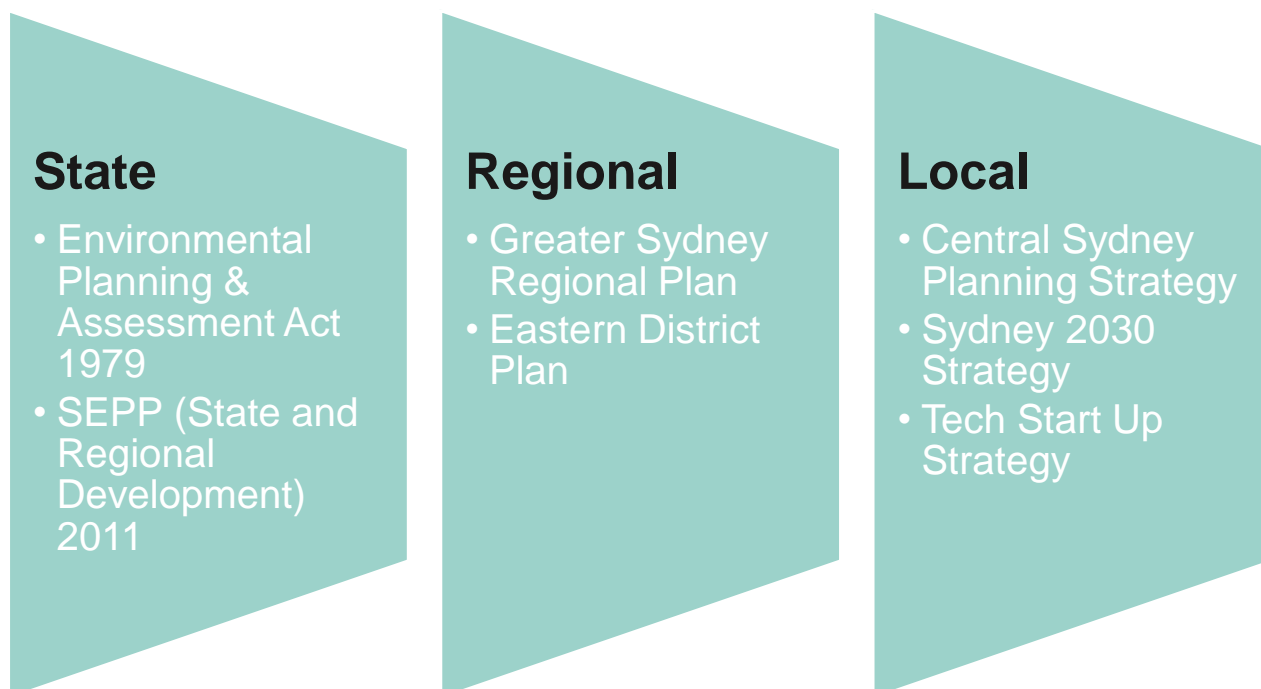 State
• Environmental
Planning &
Assessment Act
1979
• SEPP (State and
Regional
Development)
2011
Regional
• Greater Sydney
Regional Plan
• Eastern District
Plan
Local
• Central Sydney
Planning Strategy
• Sydney 2030
Strategy
• Tech Start Up
Strategy